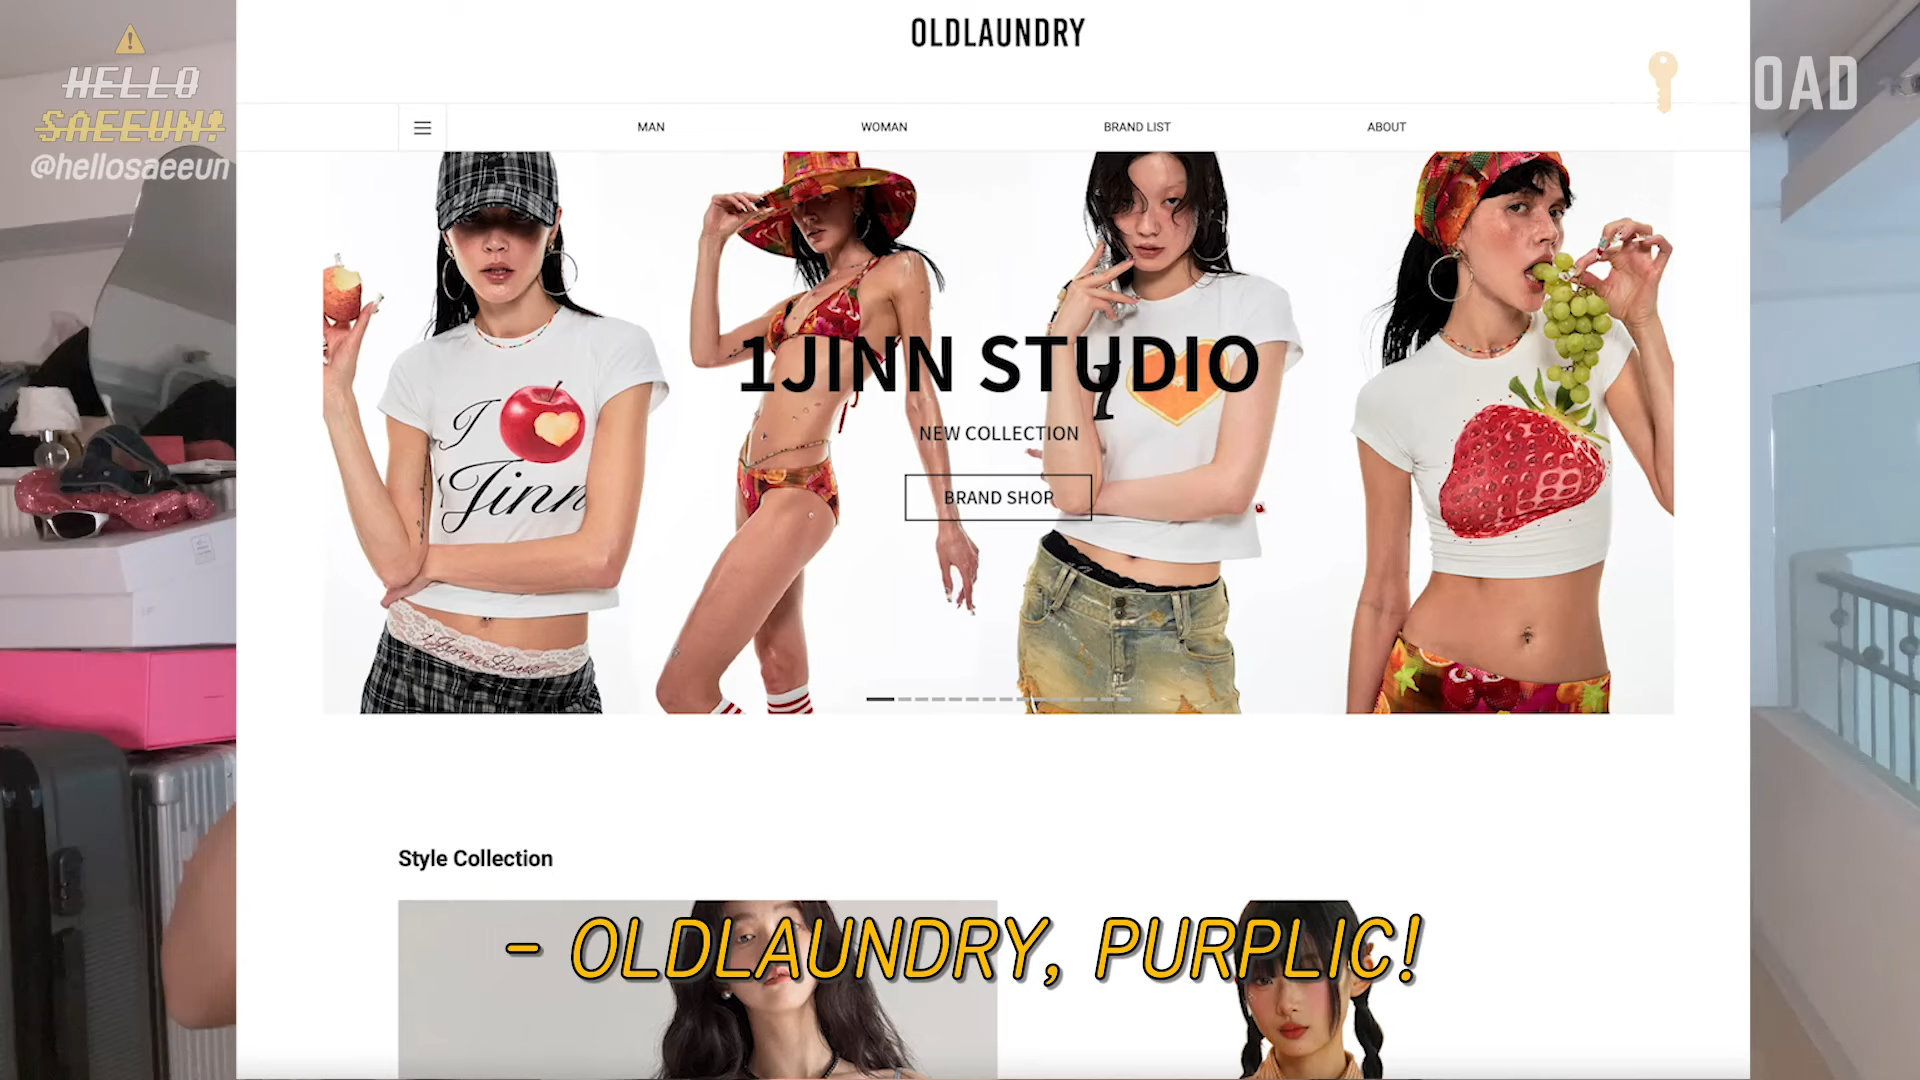 OLDLAUNDRY
HELLO
SAEEUN!
@hellosaeeun
OAD
MAN
WOMAN
BRAND LIST
ABOUT
I
Jinn
1JINN STUDIO
NEW COLLECTION
BRAND SHOP
Style Collection
- OLDLAUNDRY, PURPLIC!